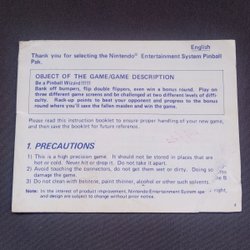 English
Thank you for selecting the Nintendo® Entertainment System Pinball
Pak.
OBJECT OF THE GAME/GAME DESCRIPTION
Be a Pinball Wizard!!!!!
Bank off bumpers, flip double flippers, even win a bonus round. Play on
three different game screens and be challenged at two different levels of diffi-
culty. Rack-up points to beat your opponent and progress to the bonus
round where you'll save the fallen maiden and win the game.
Please read this instruction booklet to ensure proper handling of your new game,
and then save the booklet for future reference.
1. PRECAUTIONS
1) This is a high precision game. It should not be stored in places that are
hot or cold. Never hit or drop it. Do not take it apart.
2) Avoid touching the connectors, do not get them wet or dirty. Doing so
damage the game.
3) Do not clean with benzene, paint thinner, alcohol or other such solvents.
Note: In the interest of product improvement, Nintendo Entertainment System
and design are subject to change without prior notice.